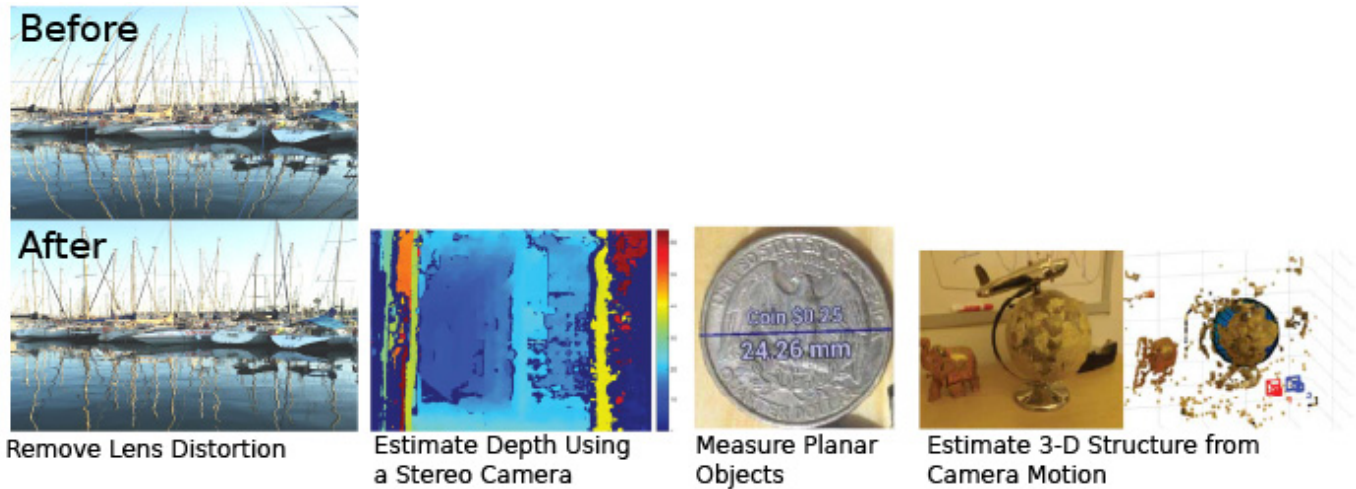 Before
After
Remove Lens Distortion
Estimate Depth Using
a Stereo Camera
coin $0.25
24.26 mm
Measure Planar
Objects
Estimate 3-D Structure from
Camera Motion